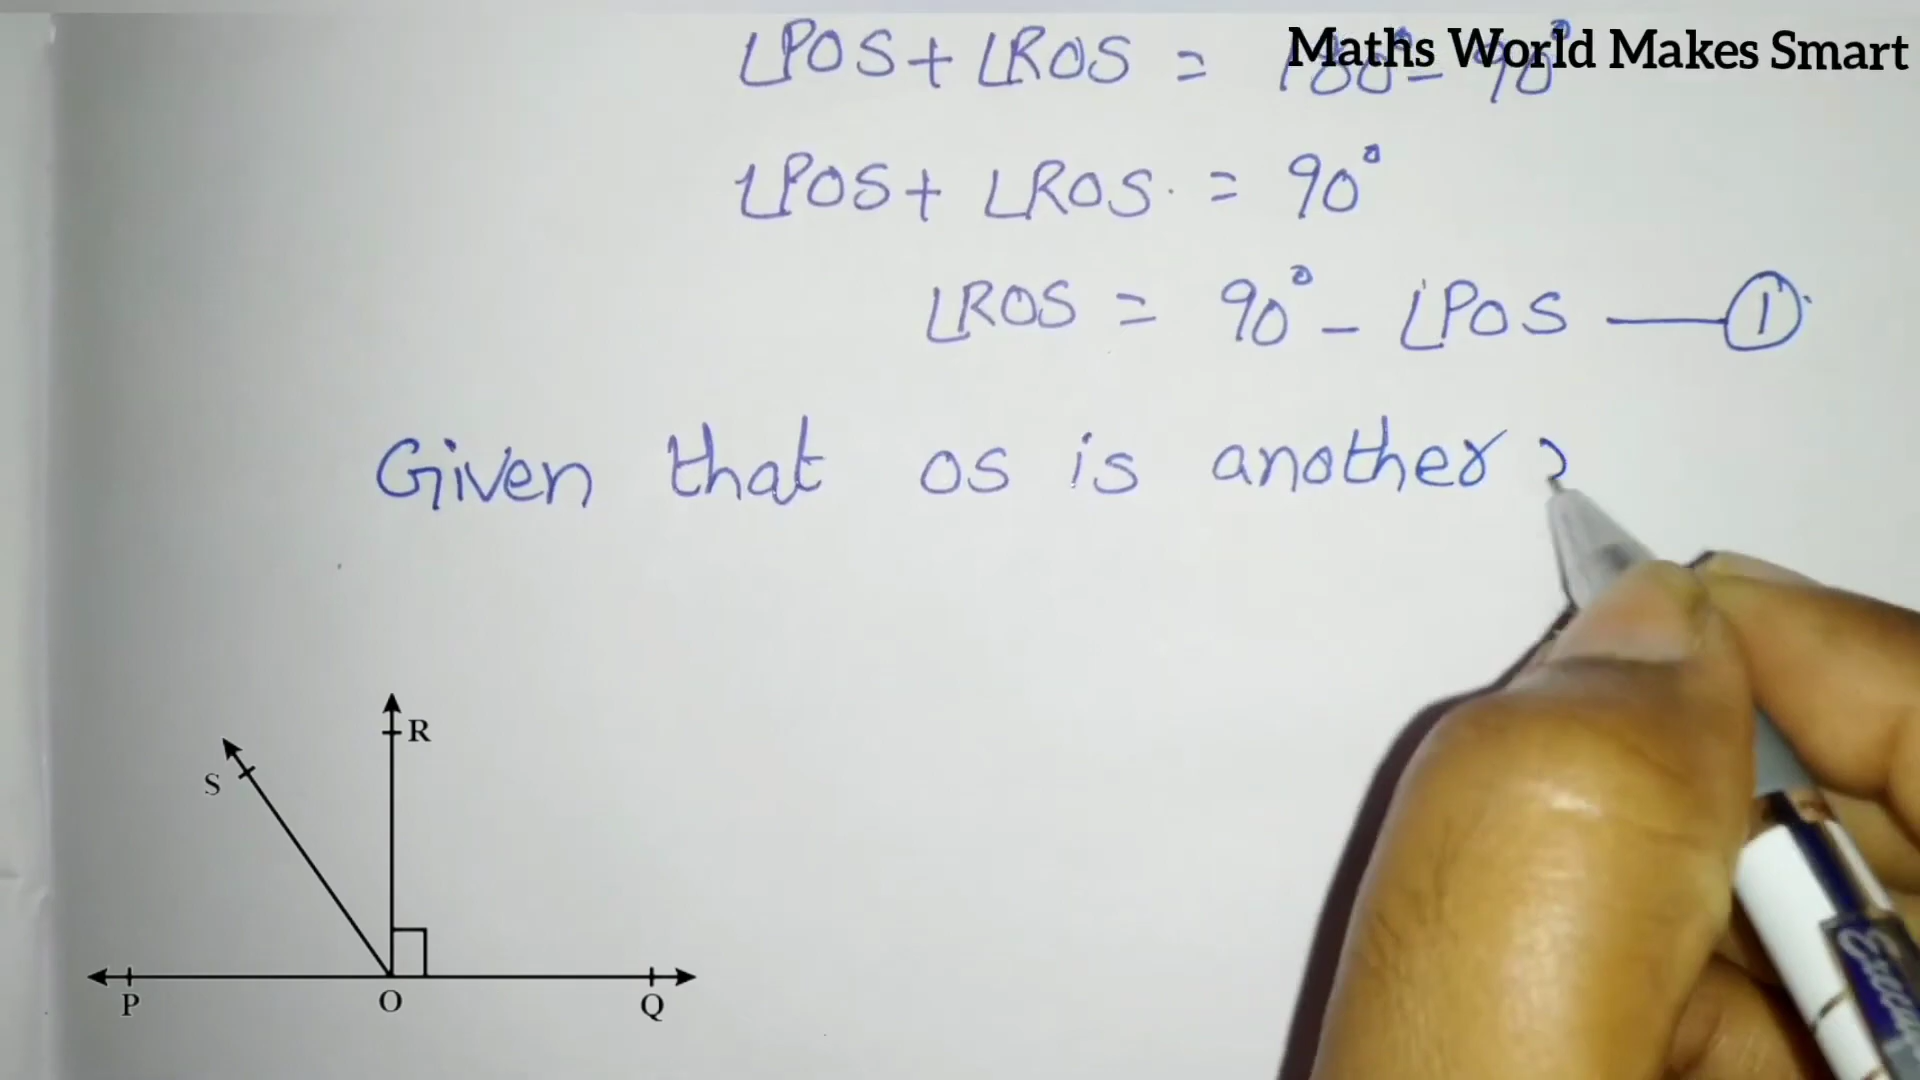 Maths World Makes Smart
∠POS + ∠ROS = 180° - 90°
∠POS + ∠ROS = 90°
∠ROS = 90° - ∠POS —— ①
Given that OS is another
R
S
P O Q